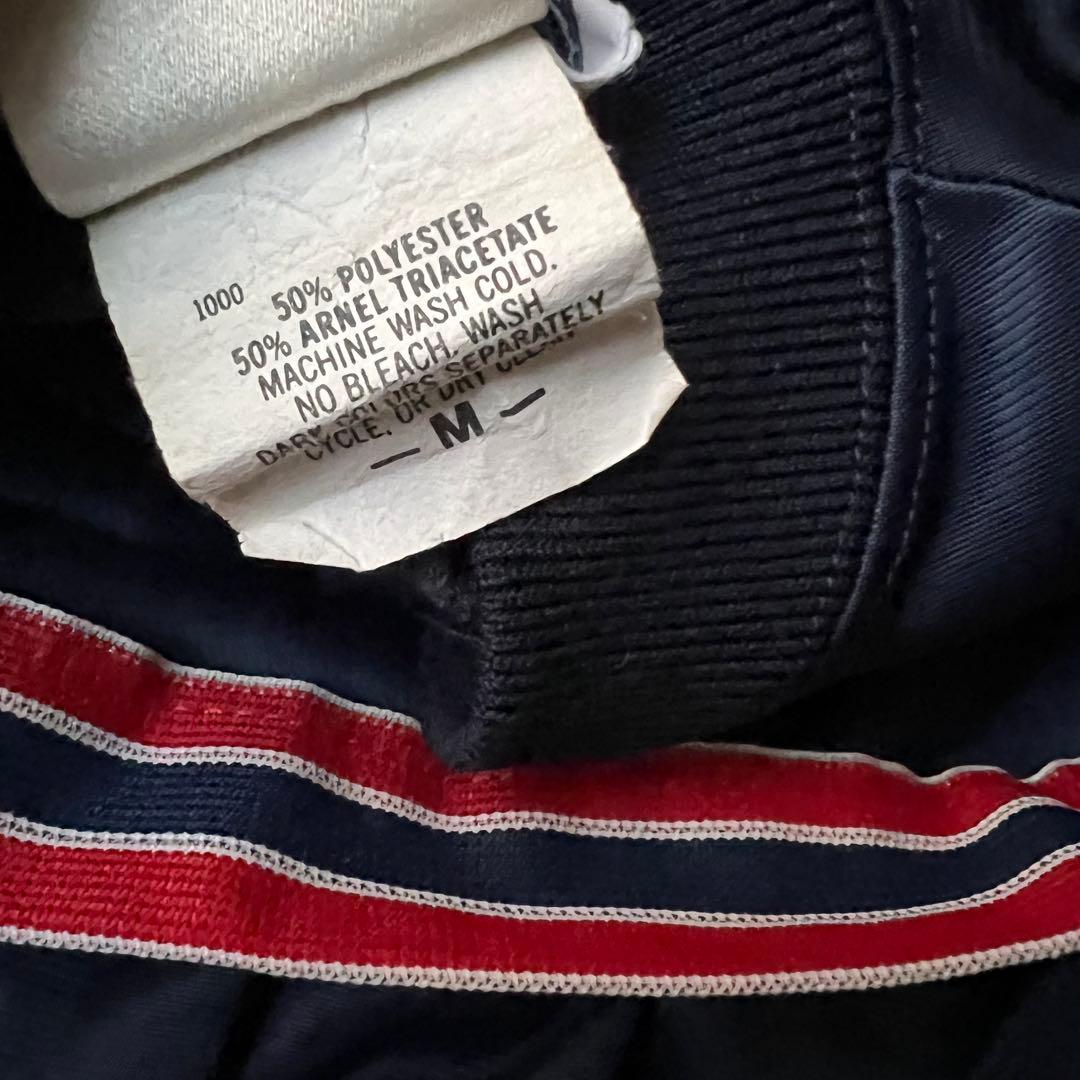 1000 50% POLYESTER
50% ARNEL TRIACETATE
MACHINE WASH COLD.
NO BLEACH. WASH
DARK COLORS SEPARATELY
CYCLE, OR DRY CLEAN
— M —